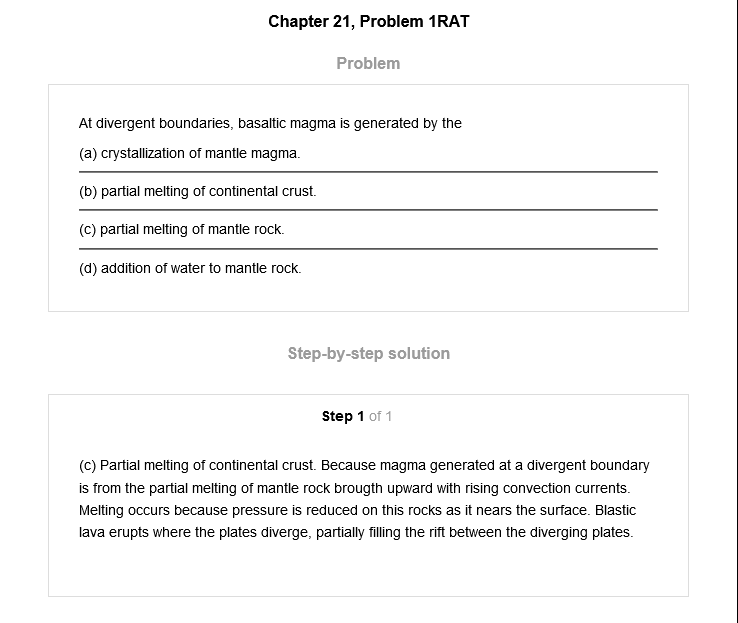 Chapter 21, Problem 1RAT
Problem
At divergent boundaries, basaltic magma is generated by the
(a) crystallization of mantle magma.
(b) partial melting of continental crust.
(c) partial melting of mantle rock.
(d) addition of water to mantle rock.
Step-by-step solution
Step 1 of 1
(c) Partial melting of continental crust. Because magma generated at a divergent boundary
is from the partial melting of mantle rock brougth upward with rising convection currents.
Melting occurs because pressure is reduced on this rocks as it nears the surface. Blastic
lava erupts where the plates diverge, partially filling the rift between the diverging plates.